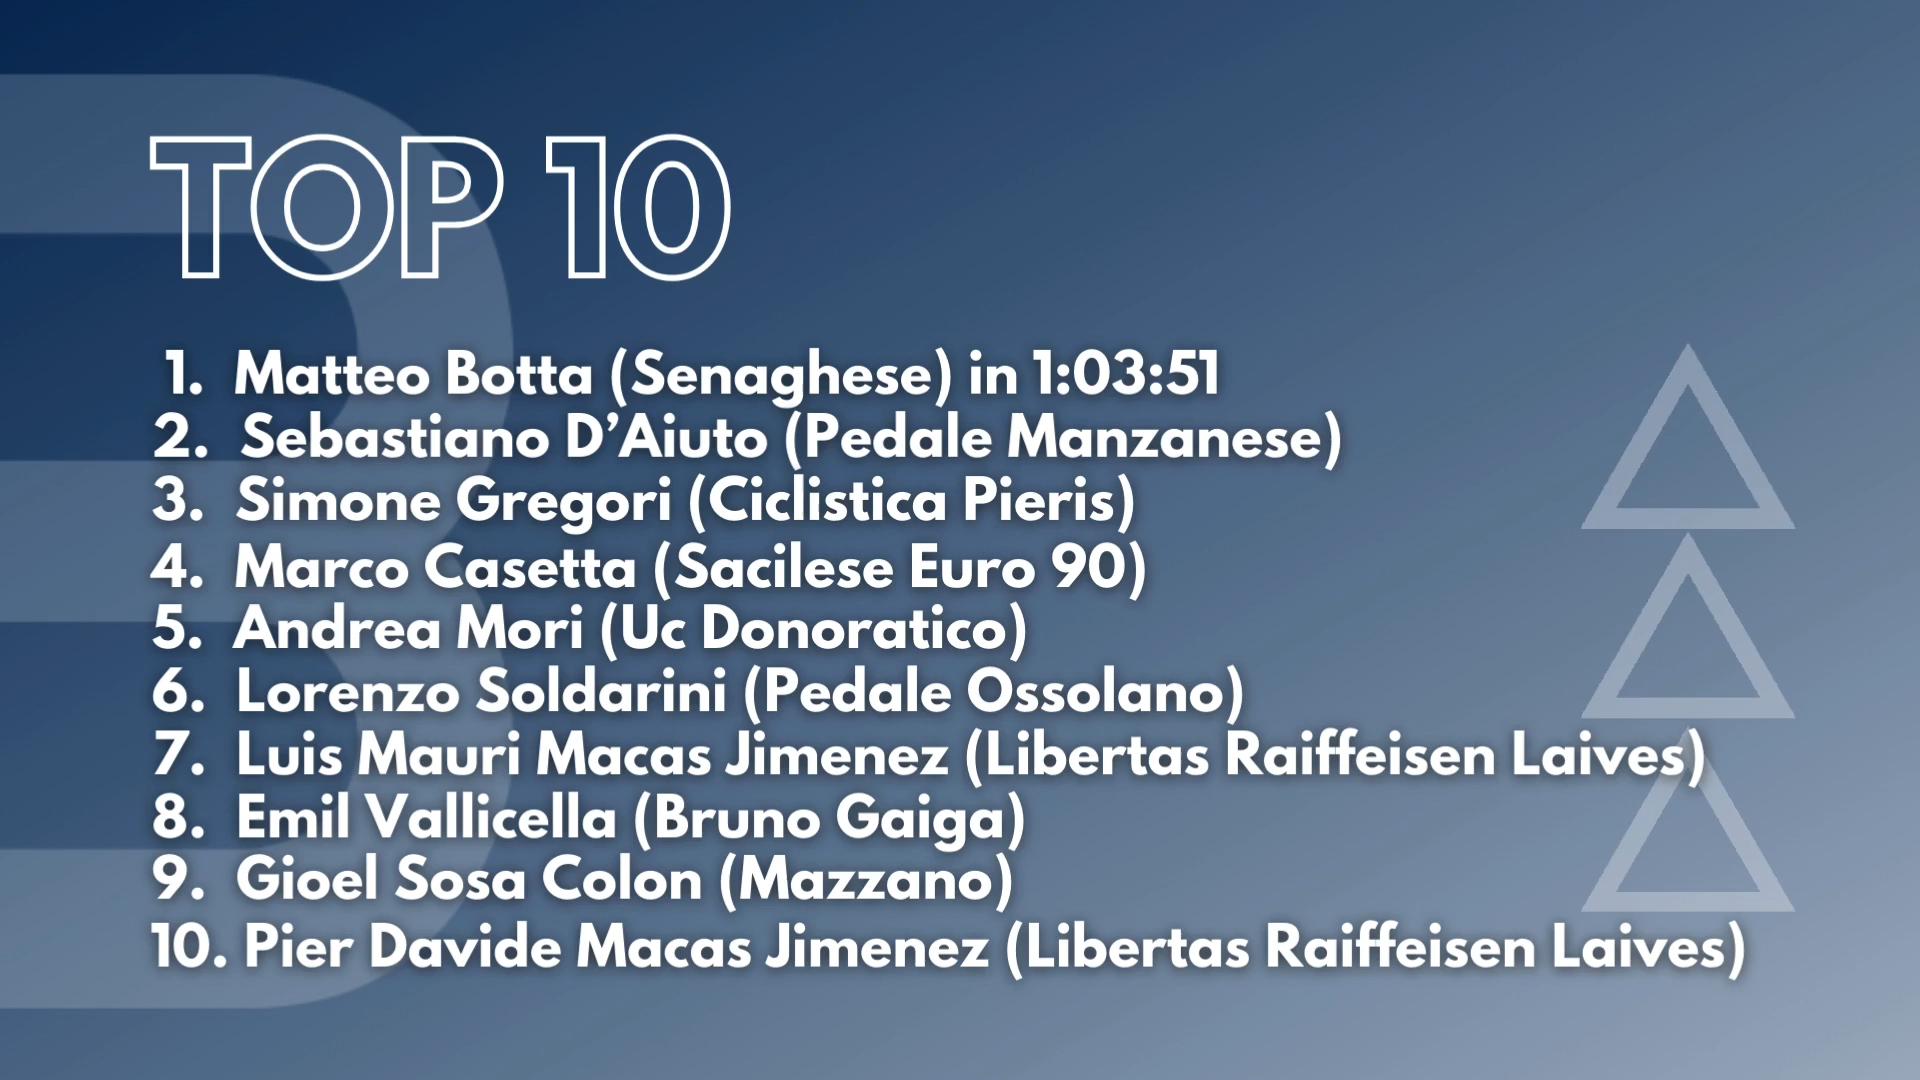 TOP 10
1. Matteo Botta (Senaghese) in 1:03:51
2. Sebastiano D’Aiuto (Pedale Manzanese)
3. Simone Gregori (Ciclistica Pieris)
4. Marco Casetta (Sacilese Euro 90)
5. Andrea Mori (Uc Donoratico)
6. Lorenzo Soldarini (Pedale Ossolano)
7. Luis Mauri Macas Jimenez (Libertas Raiffeisen Laives)
8. Emil Vallicella (Bruno Gaiga)
9. Gioel Sosa Colon (Mazzano)
10. Pier Davide Macas Jimenez (Libertas Raiffeisen Laives)